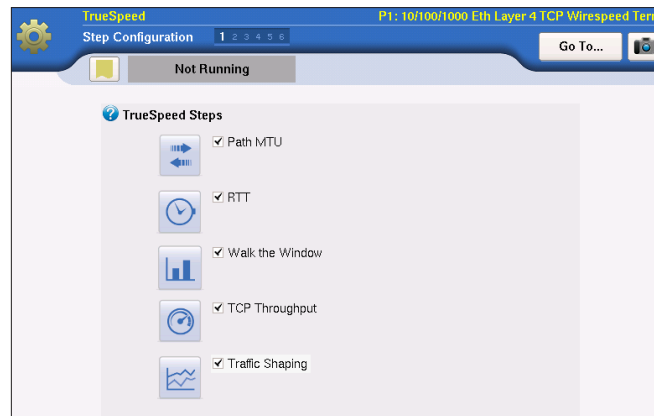 TrueSpeed
P1: 10/100/1000 Eth Layer 4 TCP Wirespeed
Step Configuration 1 2 3 4 5 6
Go To...
Not Running
TrueSpeed Steps
Path MTU
RTT
Walk the Window
TCP Throughput
Traffic Shaping